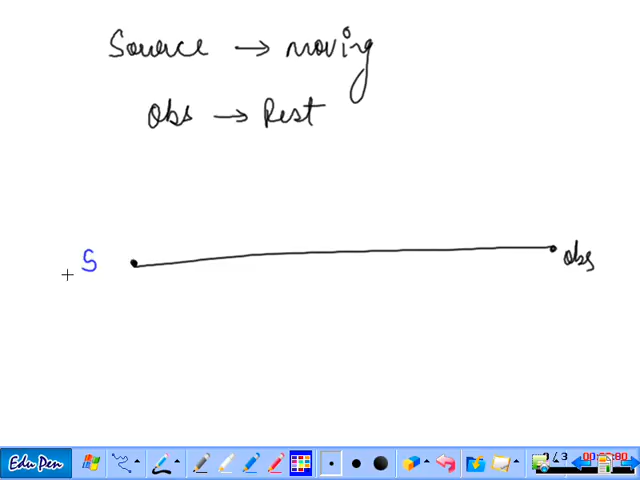 Source → moving
Obs → Rest
S
Obs
Edu Pen